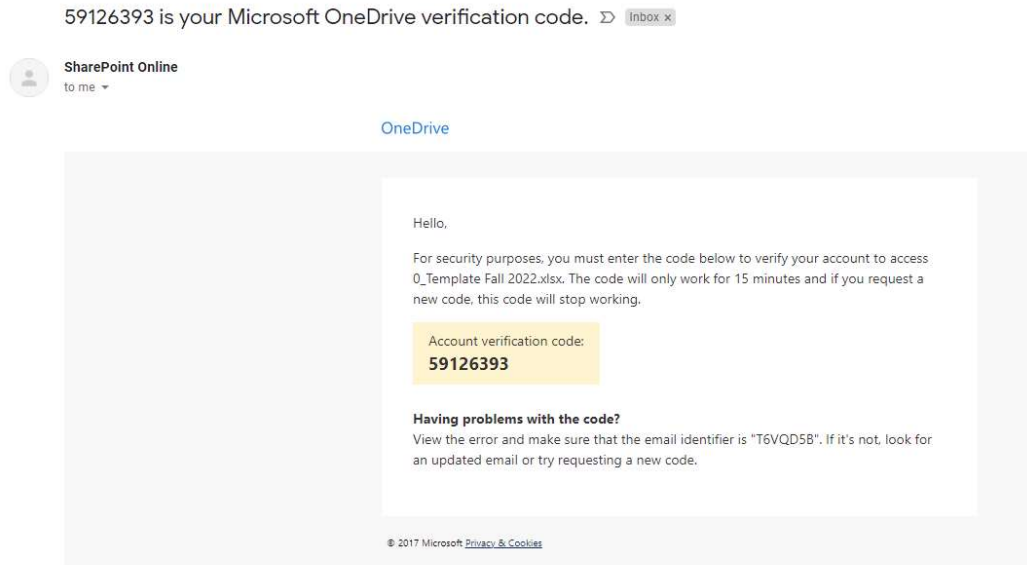 59126393 is your Microsoft OneDrive verification code.
Inbox x
SharePoint Online
to me
OneDrive
Hello,
For security purposes, you must enter the code below to verify your account to access
0_Template Fall 2022.xlsx. The code will only work for 15 minutes and if you request a
new code, this code will stop working.
Account verification code:
59126393
Having problems with the code?
View the error and make sure that the email identifier is "T6VQD5B". If it's not, look for
an updated email or try requesting a new code.
© 2017 Microsoft Privacy & Cookies